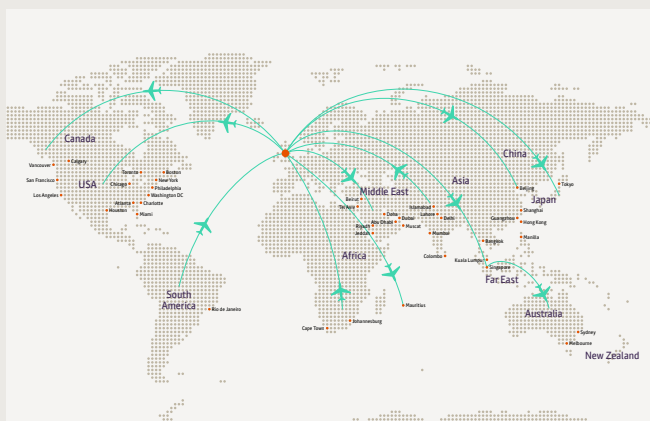 Canada
Vancouver
Calgary
San Francisco
USA
Los Angeles
Toronto
Boston
New York
Chicago
Philadelphia
Washington DC
Atlanta
Charlotte
Houston
Miami
South
America
Rio de Janeiro
Middle East
Beirut
Tel Aviv
Doha
Dubai
Abu Dhabi
Riyadh
Muscat
Jeddah
Africa
Mauritius
Johannesburg
Cape Town
Asia
Islamabad
Lahore
Delhi
Mumbai
Colombo
China
Beijing
Tokyo
Japan
Shanghai
Guangzhou
Hong Kong
Manila
Bangkok
Kuala Lumpur
Singapore
Far East
Australia
Sydney
Melbourne
New Zealand